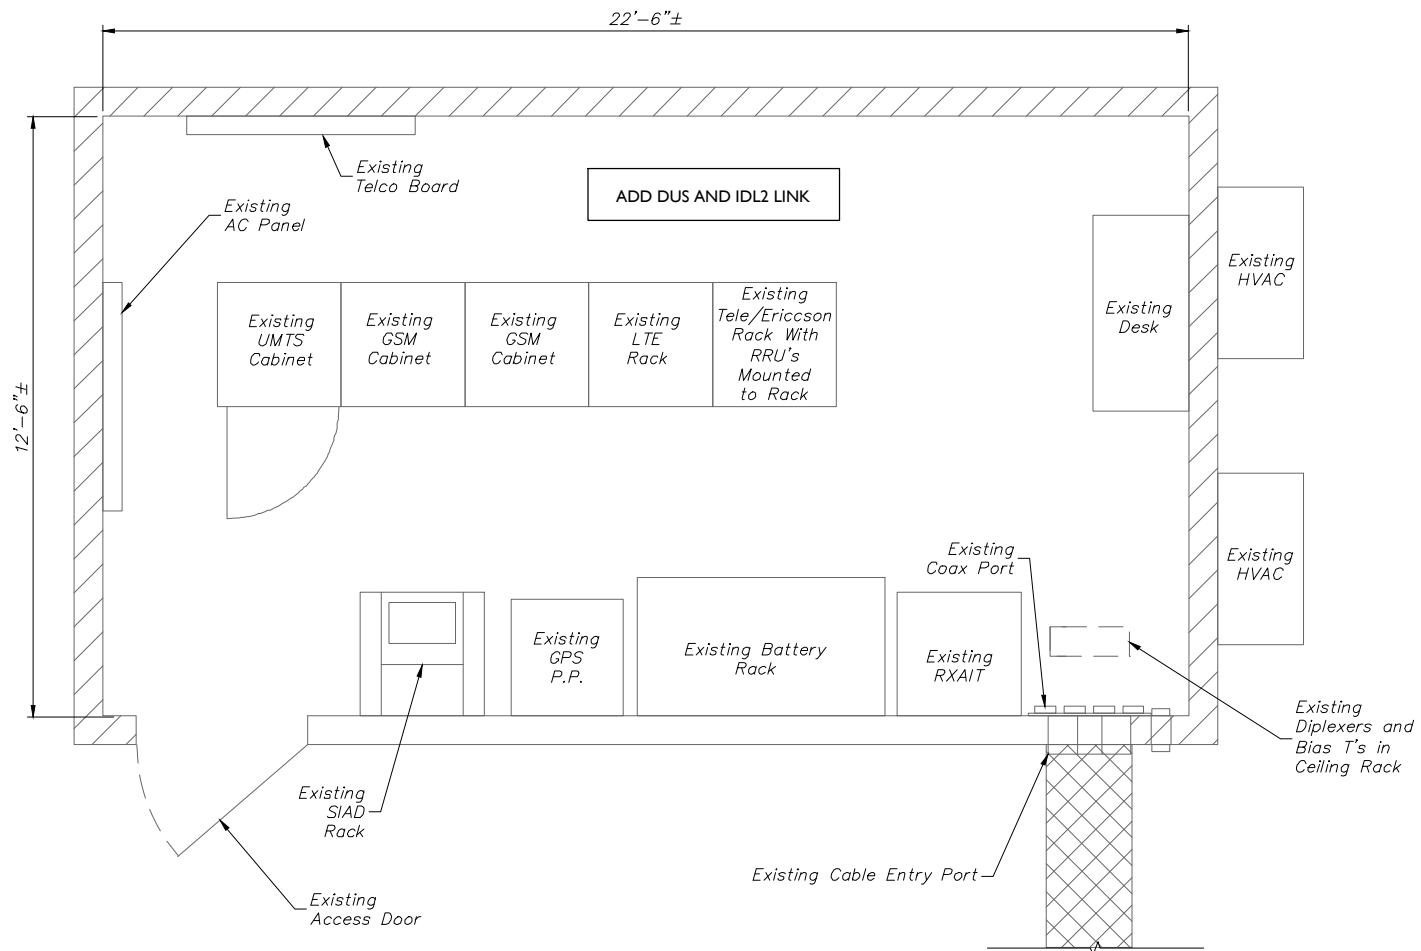 22'-6"±
Existing
Telco Board
ADD DUS AND IDL2 LINK
Existing
AC Panel
Existing
HVAC
Existing
UMTS
Cabinet
Existing
GSM
Cabinet
Existing
GSM
Cabinet
Existing
LTE
Rack
Existing
Tele/Ericcson
Rack With
RRU's
Mounted
to Rack
Existing
Desk
12'-6"±
Existing
Coax Port
Existing
HVAC
Existing
GPS
P.P.
Existing Battery
Rack
Existing
RXAIT
Existing
Diplexers and
Bias T's in
Ceiling Rack
Existing
SIAD
Rack
Existing Cable Entry Port
Existing
Access Door